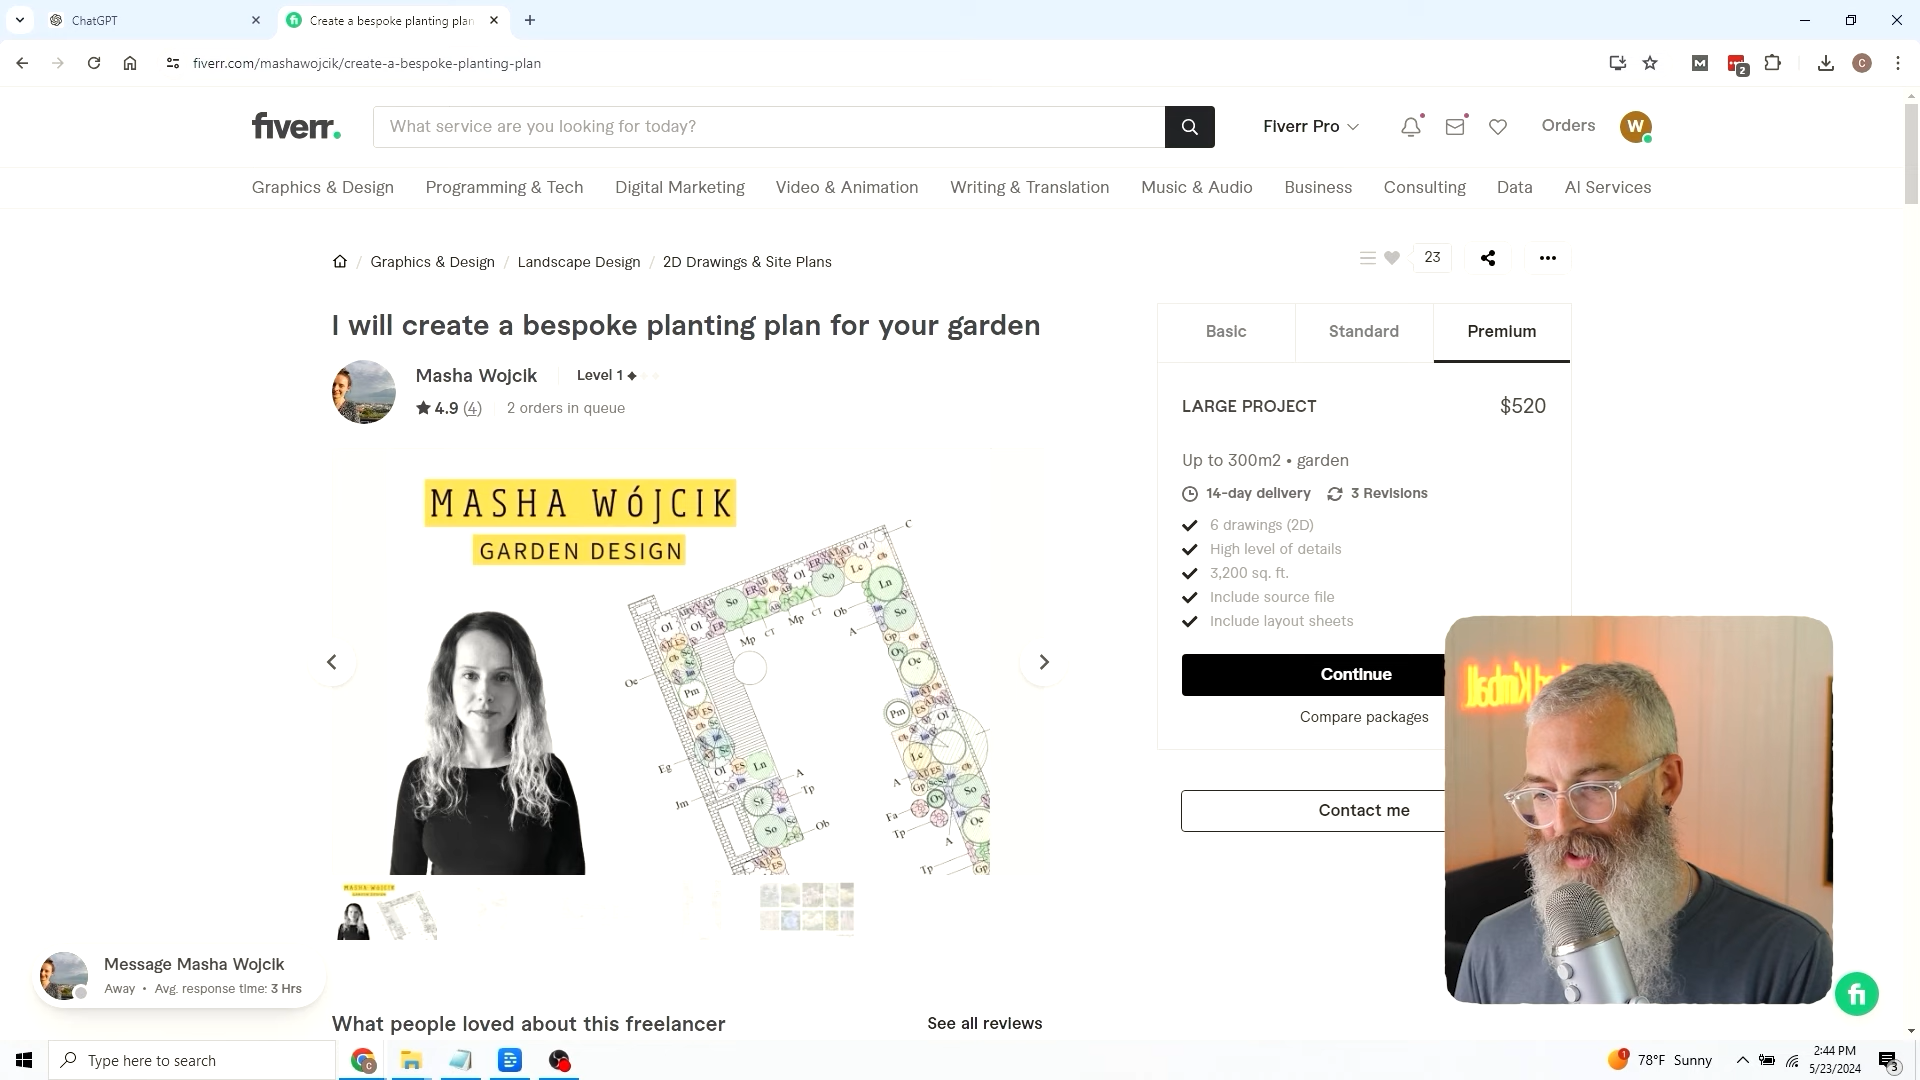 ChatGPT
Create a bespoke planting plan
fiverr.com/mashawojcik/create-a-bespoke-planting-plan
M
2
C
fiverr.
What service are you looking for today?
Fiverr Pro
Orders
W
Graphics & Design
Programming & Tech
Digital Marketing
Video & Animation
Writing & Translation
Music & Audio
Business
Consulting
Data
AI Services
Graphics & Design / Landscape Design / 2D Drawings & Site Plans
23
I will create a bespoke planting plan for your garden
Masha Wojcik
Level 1
4.9 (4)
2 orders in queue
MASHA WÓJCIK
GARDEN DESIGN
Basic
Standard
Premium
LARGE PROJECT
$520
Up to 300m2 • garden
14-day delivery
3 Revisions
6 drawings (2D)
High level of details
3,200 sq. ft.
Include source file
Include layout sheets
Continue
Compare packages
Contact me
Message Masha Wojcik
Away • Avg. response time: 3 Hrs
What people loved about this freelancer
See all reviews
fi
Type here to search
78°F Sunny
2:44 PM
5/23/2024
3